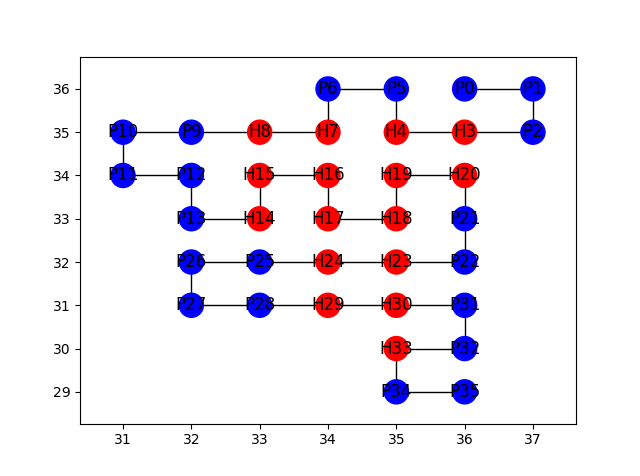 36 P6 P5 P0 P1
35 P10 P9 H8 H7 H4 H3 P2
34 P11 P12 H15 H16 H19 H20
33 P13 H14 H17 H18 P21
32 P26 P25 H24 H23 P22
31 P27 P28 H29 H30 P31
30 H33 P32
29 P34 P35
31 32 33 34 35 36 37